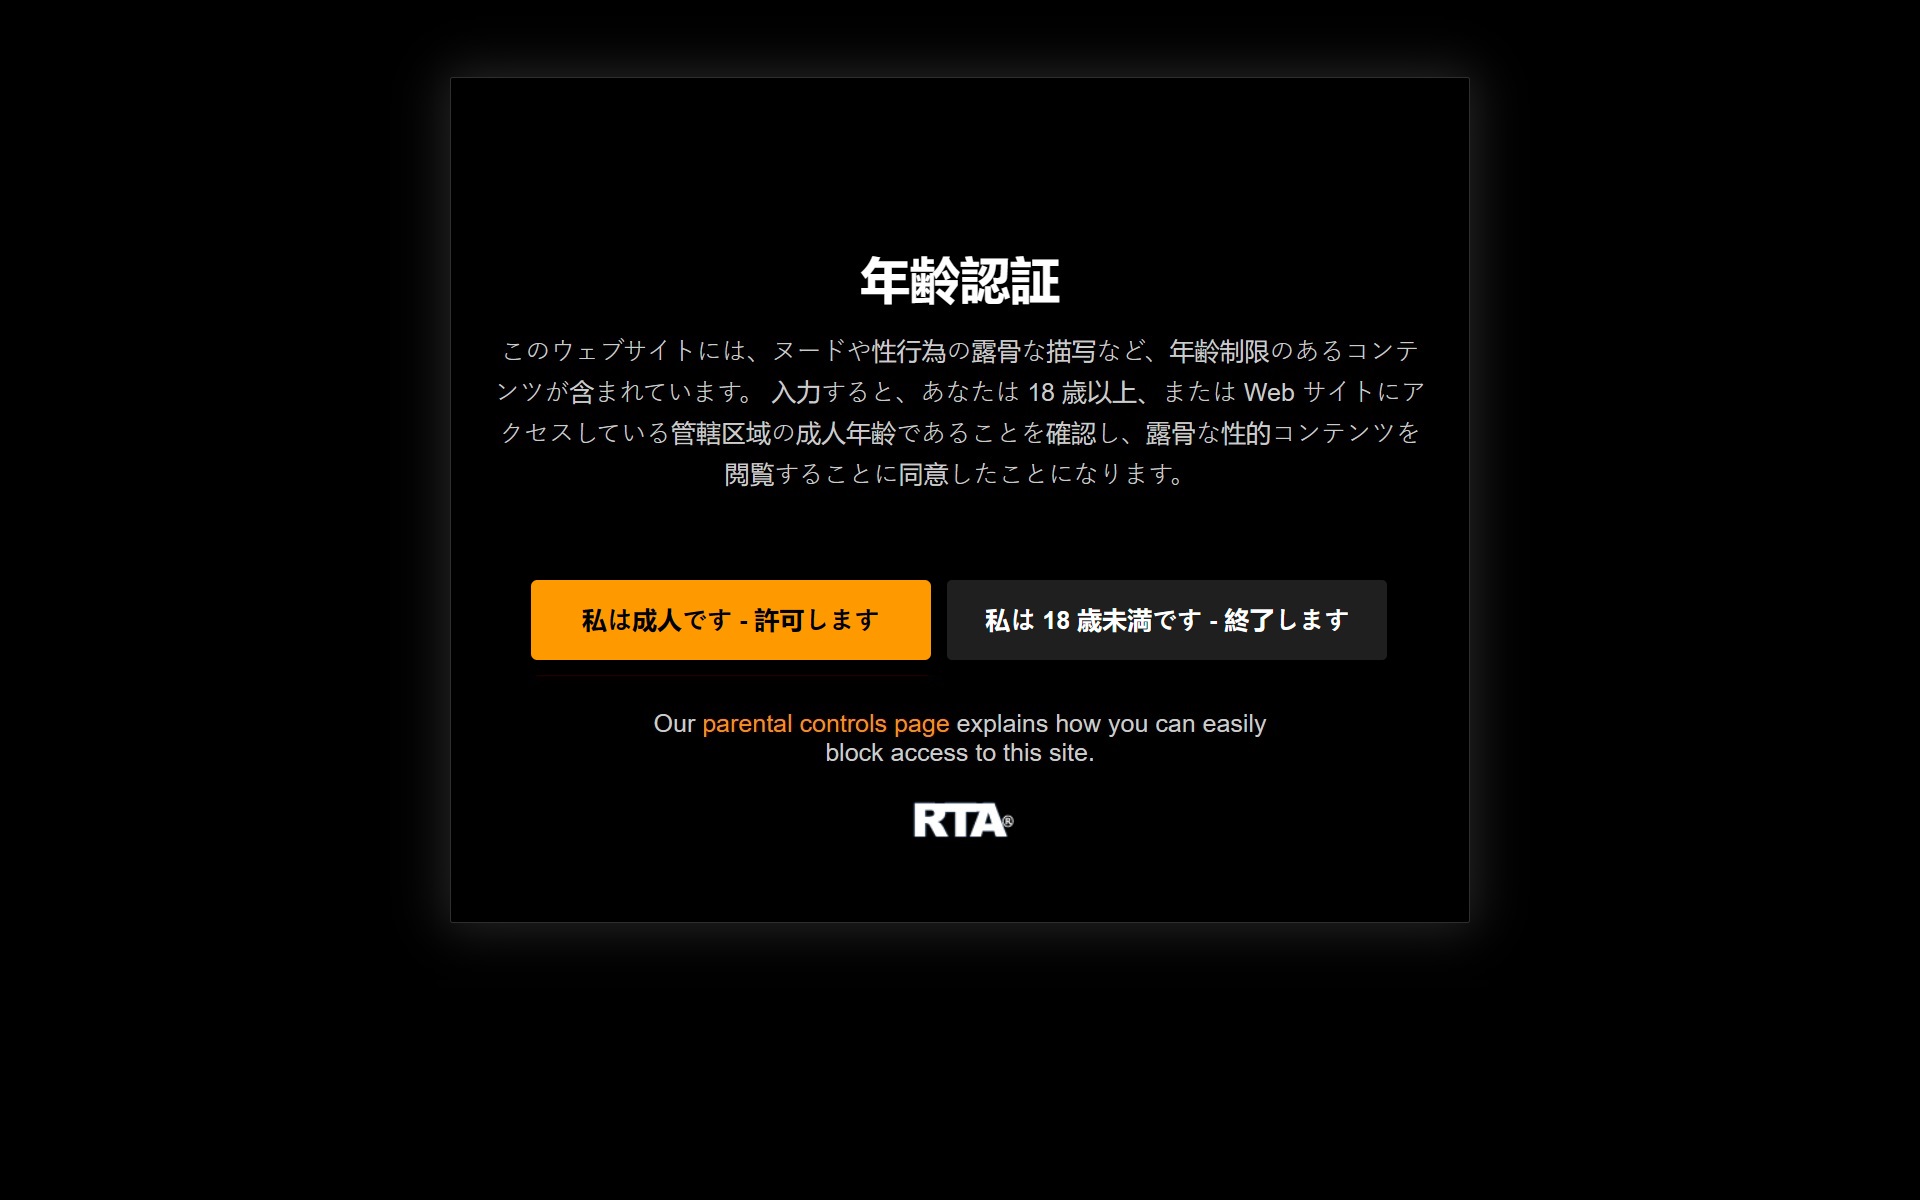 年齢認証
このウェブサイトには、ヌードや性行為の露骨な描写など、年齢制限のあるコンテ
ンツが含まれています。 入力すると、あなたは 18 歳以上、または Web サイトにア
クセスしている管轄区域の成人年齢であることを確認し、露骨な性的コンテンツを
閲覧することに同意したことになります。
私は成人です - 許可します
私は 18 歳未満です - 終了します
Our parental controls page explains how you can easily
block access to this site.
RTA®